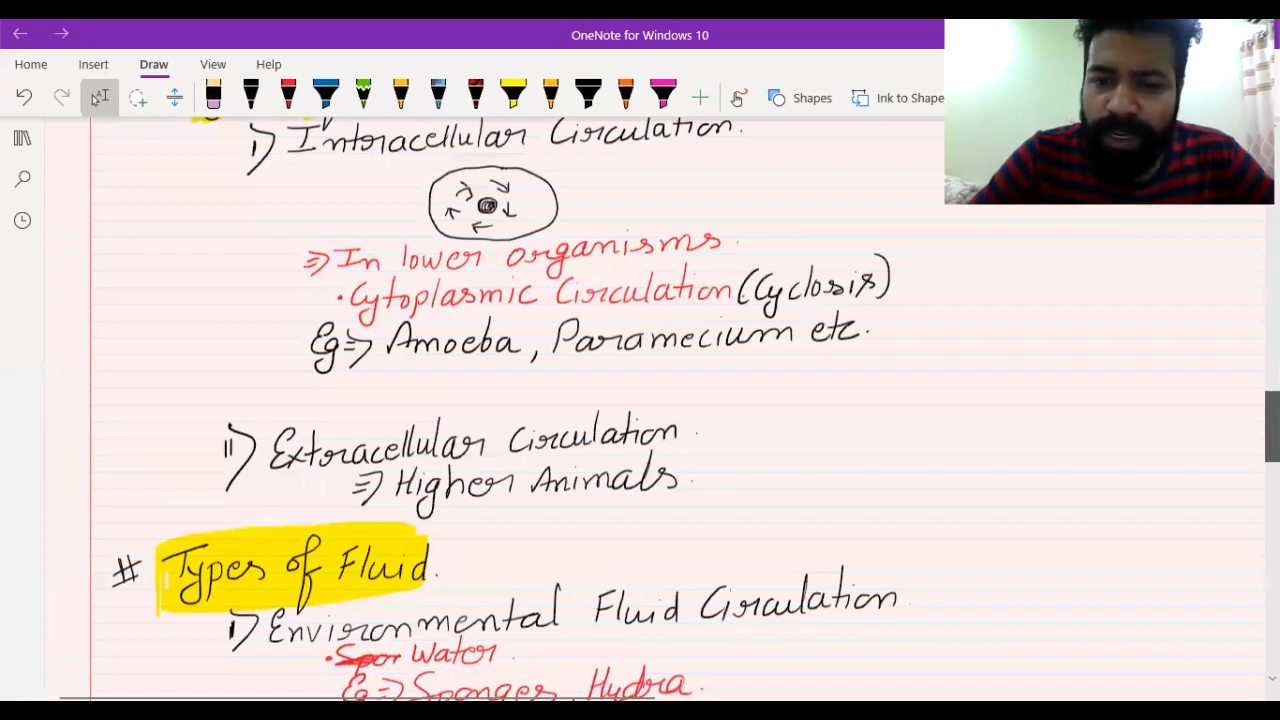 OneNote for Windows 10
Home Insert Draw View Help
Shapes Ink to Shape
i) Intracellular Circulation.
⇒ In lower organisms.
• Cytoplasmic Circulation (Cyclosis)
Eg ⇒ Amoeba, Paramecium etc.
ii) Extracellular Circulation.
⇒ Higher Animals.
# Types of Fluid.
i) Environmental Fluid Circulation
• Water.
Eg ⇒ Sponges, Hydra.